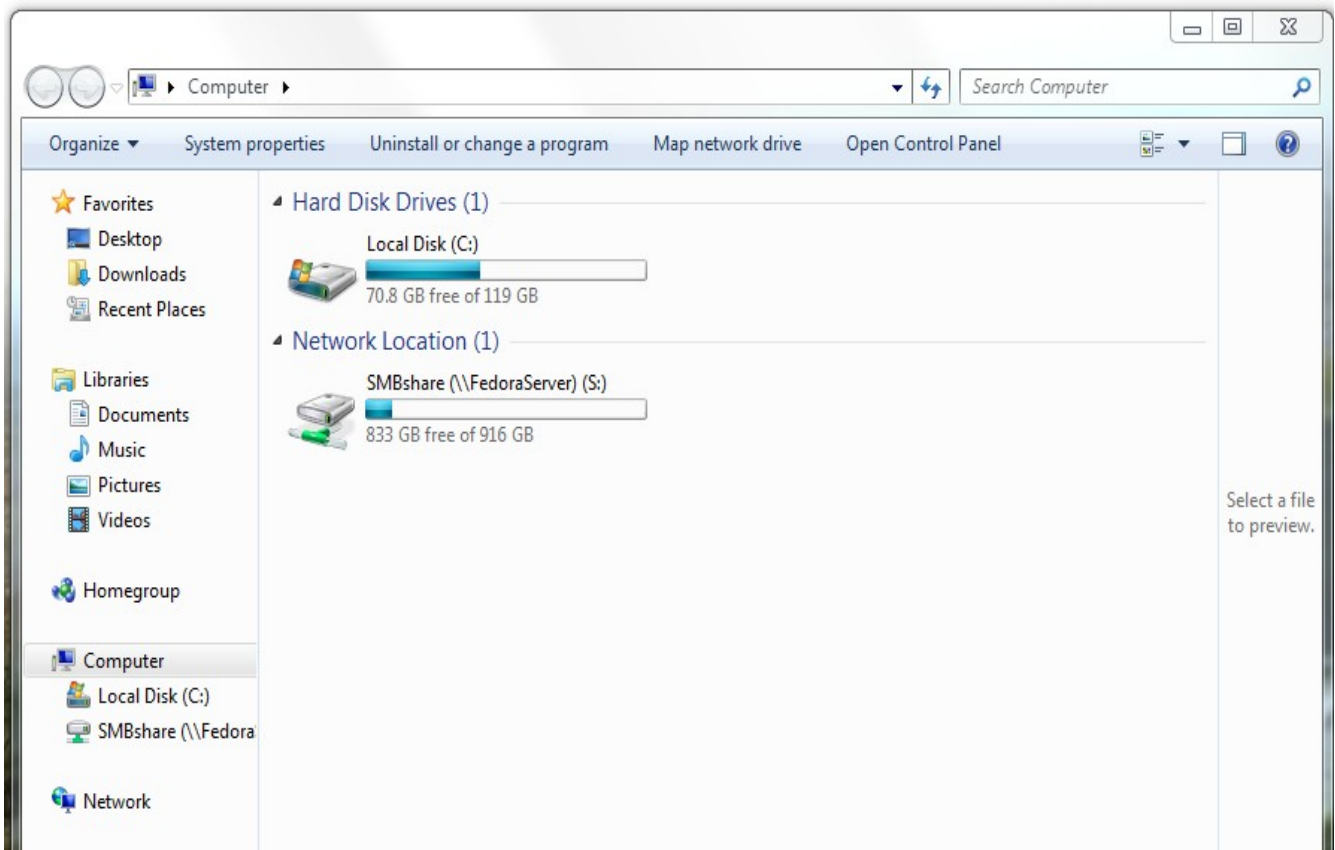 Computer
Search Computer
Organize System properties Uninstall or change a program Map network drive Open Control Panel
Favorites
Desktop
Downloads
Recent Places
Libraries
Documents
Music
Pictures
Videos
Homegroup
Computer
Local Disk (C:)
SMBshare (\\Fedora
Network
Hard Disk Drives (1)
Local Disk (C:)
70.8 GB free of 119 GB
Network Location (1)
SMBshare (\\FedoraServer) (S:)
833 GB free of 916 GB
Select a file
to preview.